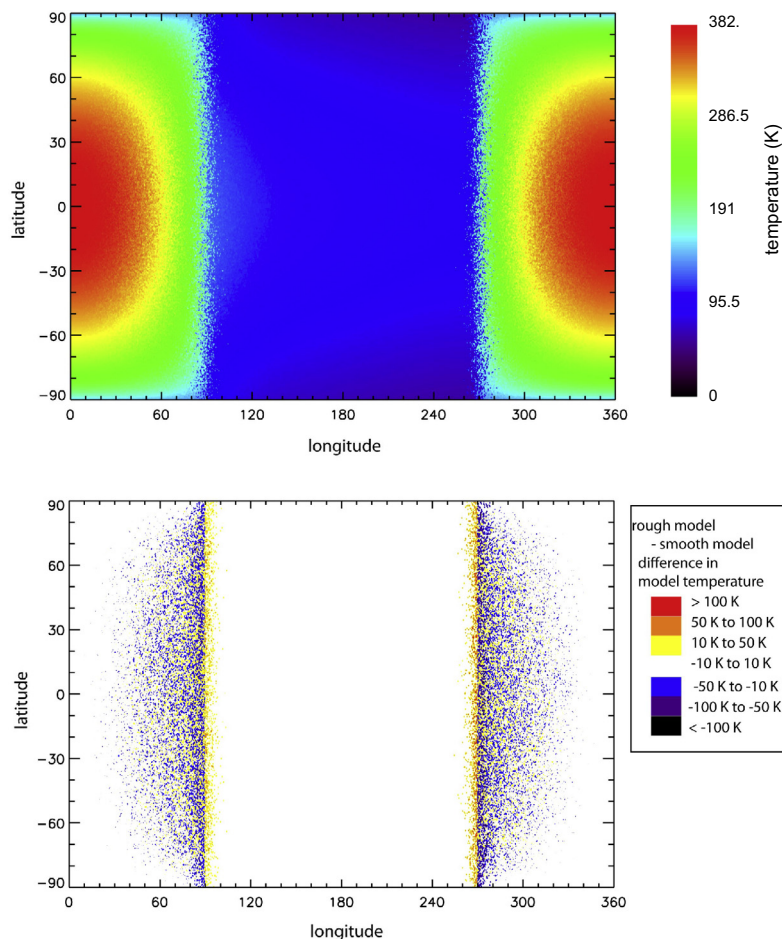 90
60
30
0
−30
−60
−90
latitude
0
60
120
180
240
300
360
longitude
382.
286.5
191
95.5
0
temperature (K)
90
60
30
0
−30
−60
−90
latitude
0
60
120
180
240
300
360
longitude
rough model
- smooth model
difference in
model temperature
> 100 K
50 K to 100 K
10 K to 50 K
-10 K to 10 K
-50 K to -10 K
-100 K to -50 K
< -100 K